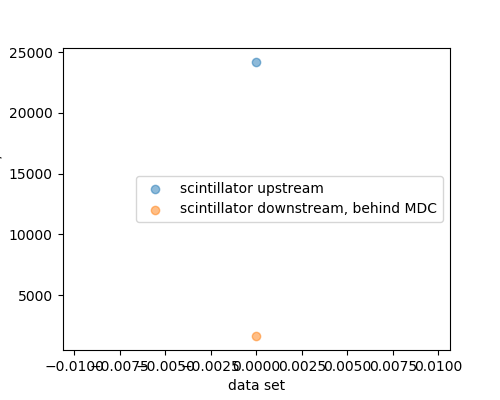 25000
20000
15000
10000
5000
scintillator upstream
scintillator downstream, behind MDC
−0.0100 −0.0075 −0.0050 −0.0025 0.0000 0.0025 0.0050 0.0075 0.0100
data set